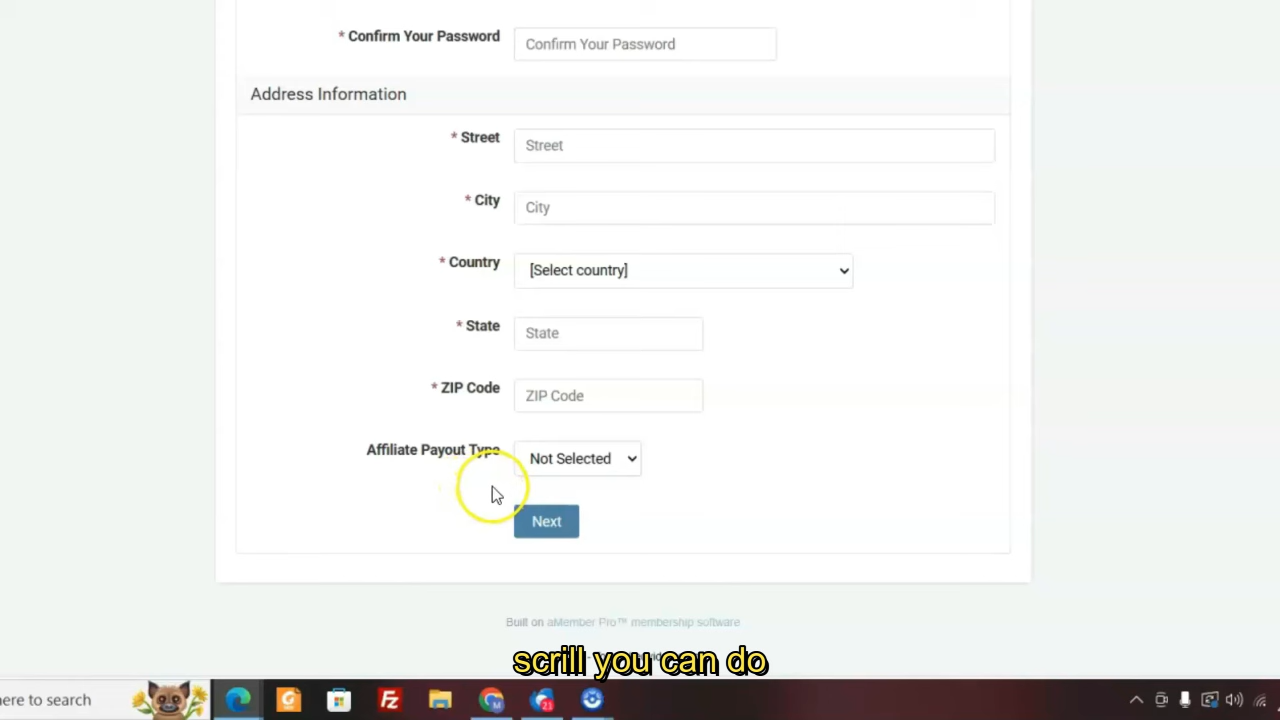 * Confirm Your Password
Confirm Your Password
Address Information
* Street
Street
* City
City
* Country
[Select country]
* State
State
* ZIP Code
ZIP Code
Affiliate Payout Type
Not Selected
Next
Built on aMember Pro™ membership software
scrill you can do
ere to search
Fz
M
21